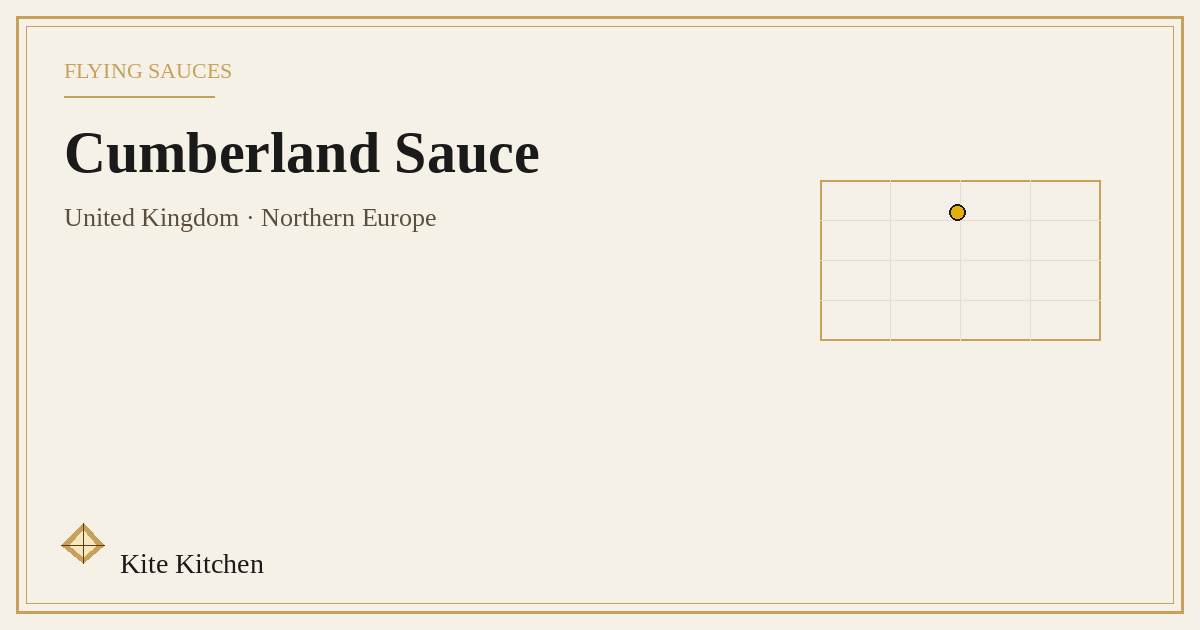 FLYING SAUCES
Cumberland Sauce
United Kingdom · Northern Europe
Kite Kitchen